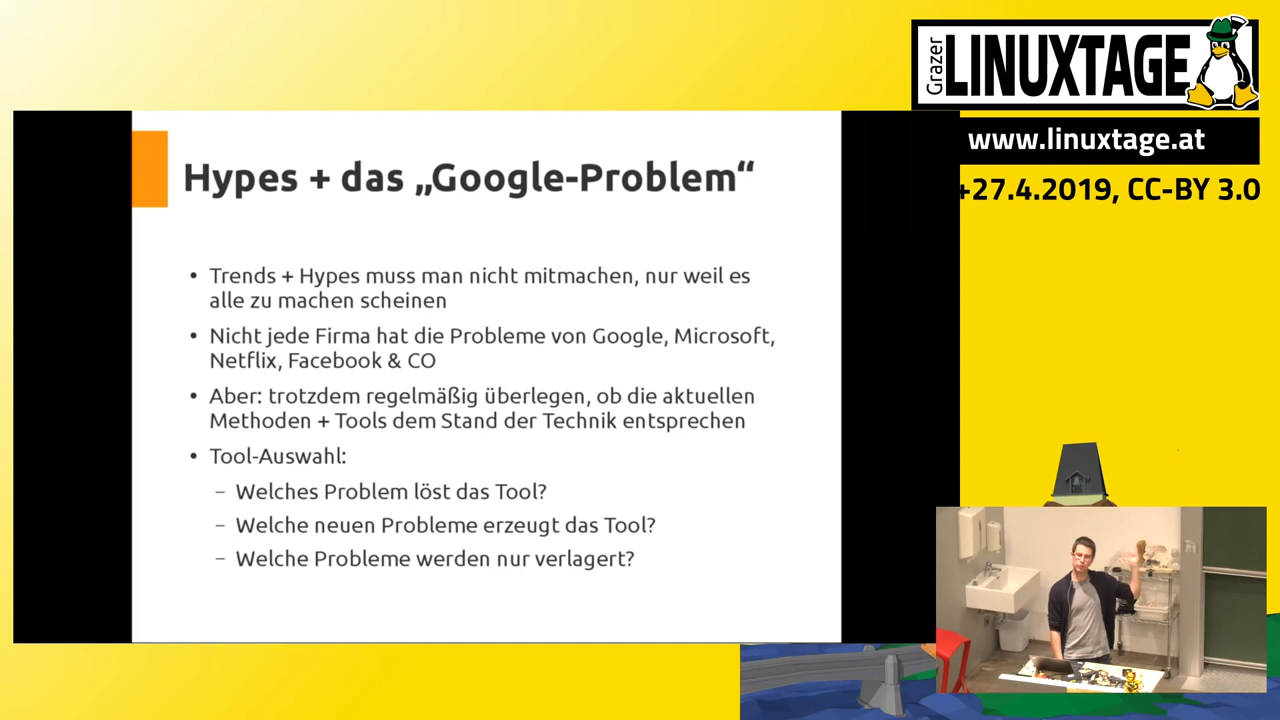 Grazer
LINUXTAGE
www.linuxtage.at
+27.4.2019, CC-BY 3.0
Hypes + das „Google-Problem“
• Trends + Hypes muss man nicht mitmachen, nur weil es
alle zu machen scheinen
• Nicht jede Firma hat die Probleme von Google, Microsoft,
Netflix, Facebook & CO
• Aber: trotzdem regelmäßig überlegen, ob die aktuellen
Methoden + Tools dem Stand der Technik entsprechen
• Tool-Auswahl:
– Welches Problem löst das Tool?
– Welche neuen Probleme erzeugt das Tool?
– Welche Probleme werden nur verlagert?